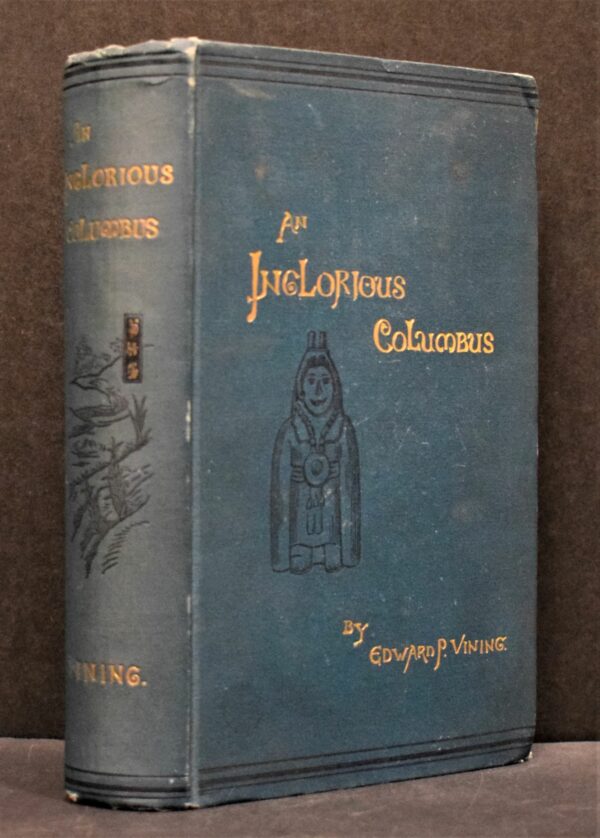 AN
INGLORIOUS
COLUMBUS
VINING.
AN
INGLORIOUS
COLUMBUS
BY
EDWARD P. VINING.